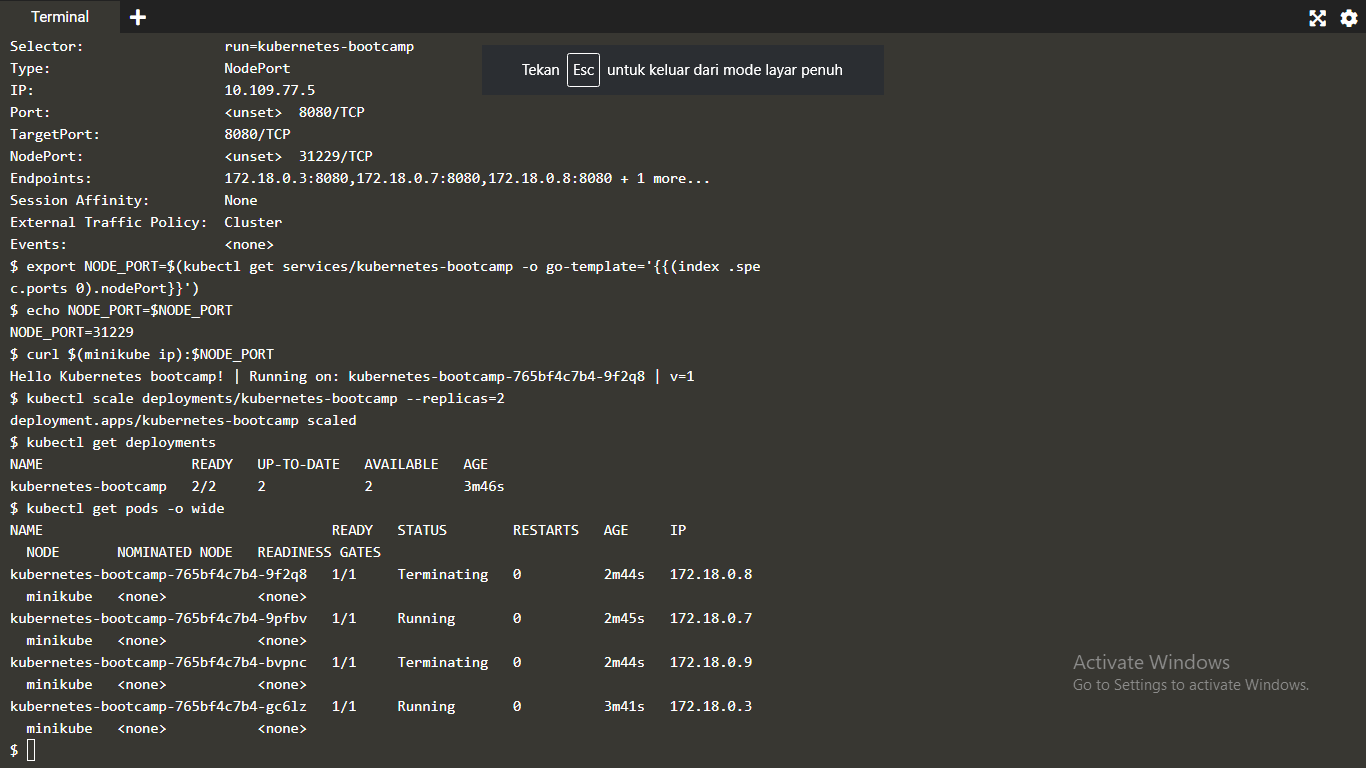 Terminal
Selector: run=kubernetes-bootcamp
Tekan Esc untuk keluar dari mode layar penuh
Type: NodePort
IP: 10.109.77.5
Port: <unset> 8080/TCP
TargetPort: 8080/TCP
NodePort: <unset> 31229/TCP
Endpoints: 172.18.0.3:8080,172.18.0.7:8080,172.18.0.8:8080 + 1 more...
Session Affinity: None
External Traffic Policy: Cluster
Events: <none>
$ export NODE_PORT=$(kubectl get services/kubernetes-bootcamp -o go-template='{{(index .spe
c.ports 0).nodePort}}')
$ echo NODE_PORT=$NODE_PORT
NODE_PORT=31229
$ curl $(minikube ip):$NODE_PORT
Hello Kubernetes bootcamp! | Running on: kubernetes-bootcamp-765bf4c7b4-9f2q8 | v=1
$ kubectl scale deployments/kubernetes-bootcamp --replicas=2
deployment.apps/kubernetes-bootcamp scaled
$ kubectl get deployments
NAME READY UP-TO-DATE AVAILABLE AGE
kubernetes-bootcamp 2/2 2 2 3m46s
$ kubectl get pods -o wide
NAME READY STATUS RESTARTS AGE IP
NODE NOMINATED NODE READINESS GATES
kubernetes-bootcamp-765bf4c7b4-9f2q8 1/1 Terminating 0 2m44s 172.18.0.8
minikube <none> <none>
kubernetes-bootcamp-765bf4c7b4-9pfbv 1/1 Running 0 2m45s 172.18.0.7
minikube <none> <none>
kubernetes-bootcamp-765bf4c7b4-bvpnc 1/1 Terminating 0 2m44s 172.18.0.9
minikube <none> <none>
kubernetes-bootcamp-765bf4c7b4-gc6lz 1/1 Running 0 3m41s 172.18.0.3
minikube <none> <none>
$
Activate Windows
Go to Settings to activate Windows.